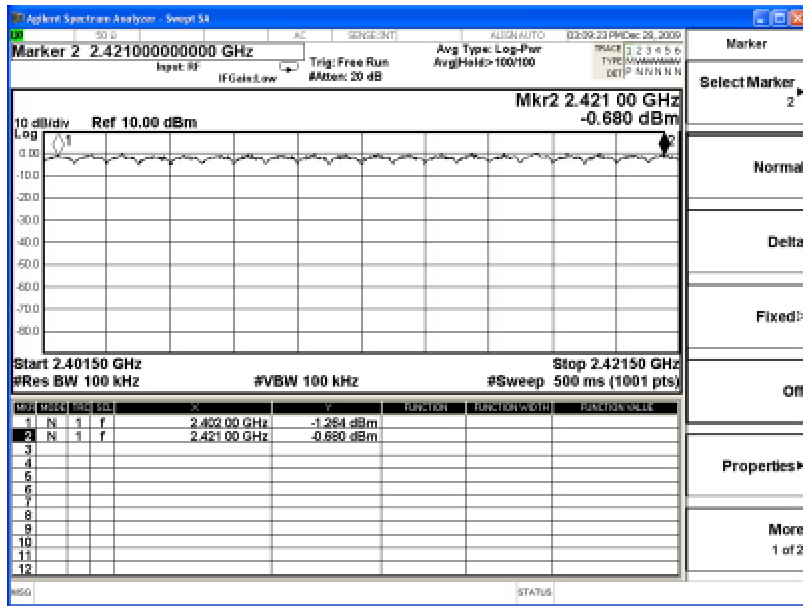 Agilent Spectrum Analyzer - Swept SA
50 Ω AC SENSE:INT ALIGN AUTO 03:09:23 PM Dec 28, 2009
Marker 2 2.421000000000 GHz
Input: RF
IFGain:Low
Trig: Free Run
#Atten: 20 dB
Avg Type: Log-Pwr
Avg|Hold:>100/100
TRACE 1 2 3 4 5 6
TYPE
DET P N N N N N
Mkr2 2.421 00 GHz
-0.680 dBm
10 dB/div Ref 10.00 dBm
Log
1
2
0.00
-10.0
-20.0
-30.0
-40.0
-50.0
-60.0
-70.0
-80.0
Start 2.40150 GHz Stop 2.42150 GHz
#Res BW 100 kHz #VBW 100 kHz #Sweep 500 ms (1001 pts)
MKR MODE TRC SCL X Y FUNCTION FUNCTION WIDTH FUNCTION VALUE
1 N 1 f 2.402 00 GHz -1.264 dBm
2 N 1 f 2.421 00 GHz -0.680 dBm
3
4
5
6
7
8
9
10
11
12
MSG STATUS
Marker
Select Marker
2
Normal
Delta
Fixed
Off
Properties
More
1 of 2